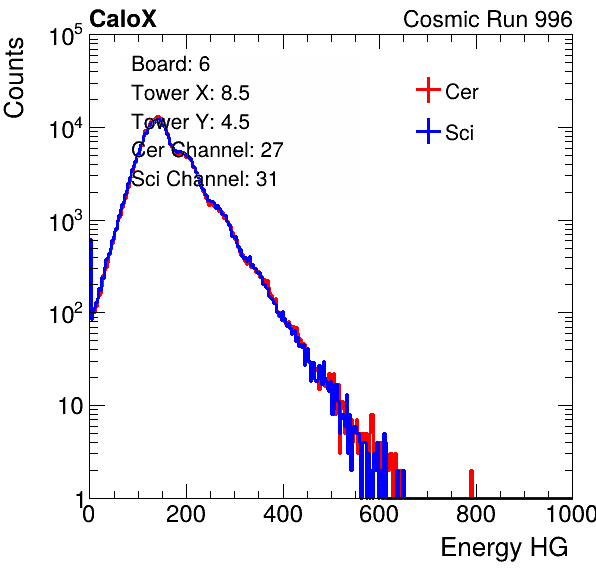 CaloX Cosmic Run 996
Counts
10^5
10^4
10^3
10^2
10
1
Board: 6
Tower X: 8.5
Tower Y: 4.5
Cer Channel: 27
Sci Channel: 31
Cer
Sci
0 200 400 600 800 1000
Energy HG